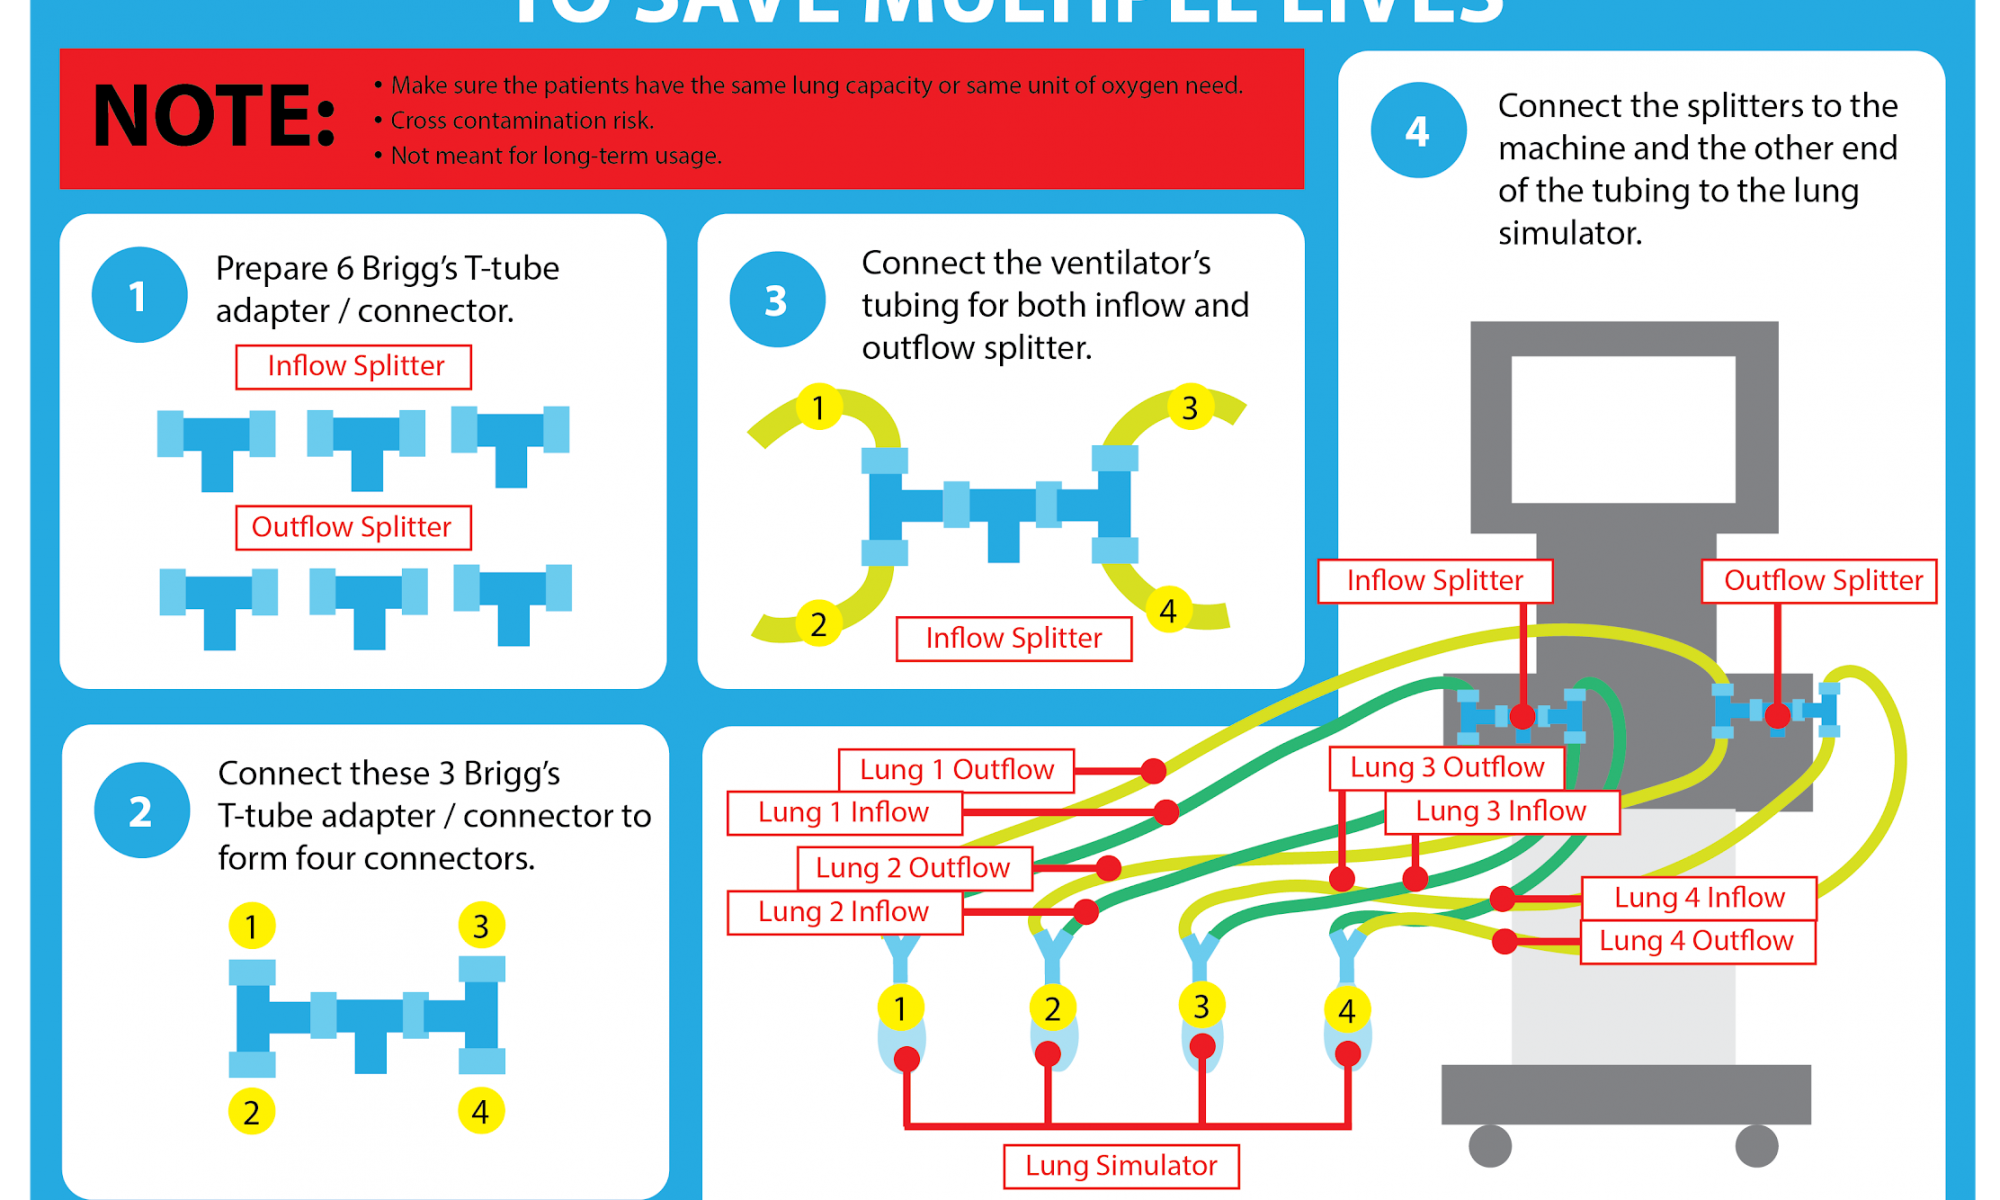 TO SAVE MULTIPLE LIVES
NOTE:
• Make sure the patients have the same lung capacity or same unit of oxygen need.
• Cross contamination risk.
• Not meant for long-term usage.
1
Prepare 6 Brigg's T-tube
adapter / connector.
Inflow Splitter
Outflow Splitter
2
Connect these 3 Brigg's
T-tube adapter / connector to
form four connectors.
1
3
2
4
3
Connect the ventilator's
tubing for both inflow and
outflow splitter.
1
3
2
4
Inflow Splitter
4
Connect the splitters to the
machine and the other end
of the tubing to the lung
simulator.
Inflow Splitter
Outflow Splitter
Lung 1 Outflow
Lung 1 Inflow
Lung 2 Outflow
Lung 2 Inflow
Lung 3 Outflow
Lung 3 Inflow
Lung 4 Inflow
Lung 4 Outflow
1
2
3
4
Lung Simulator